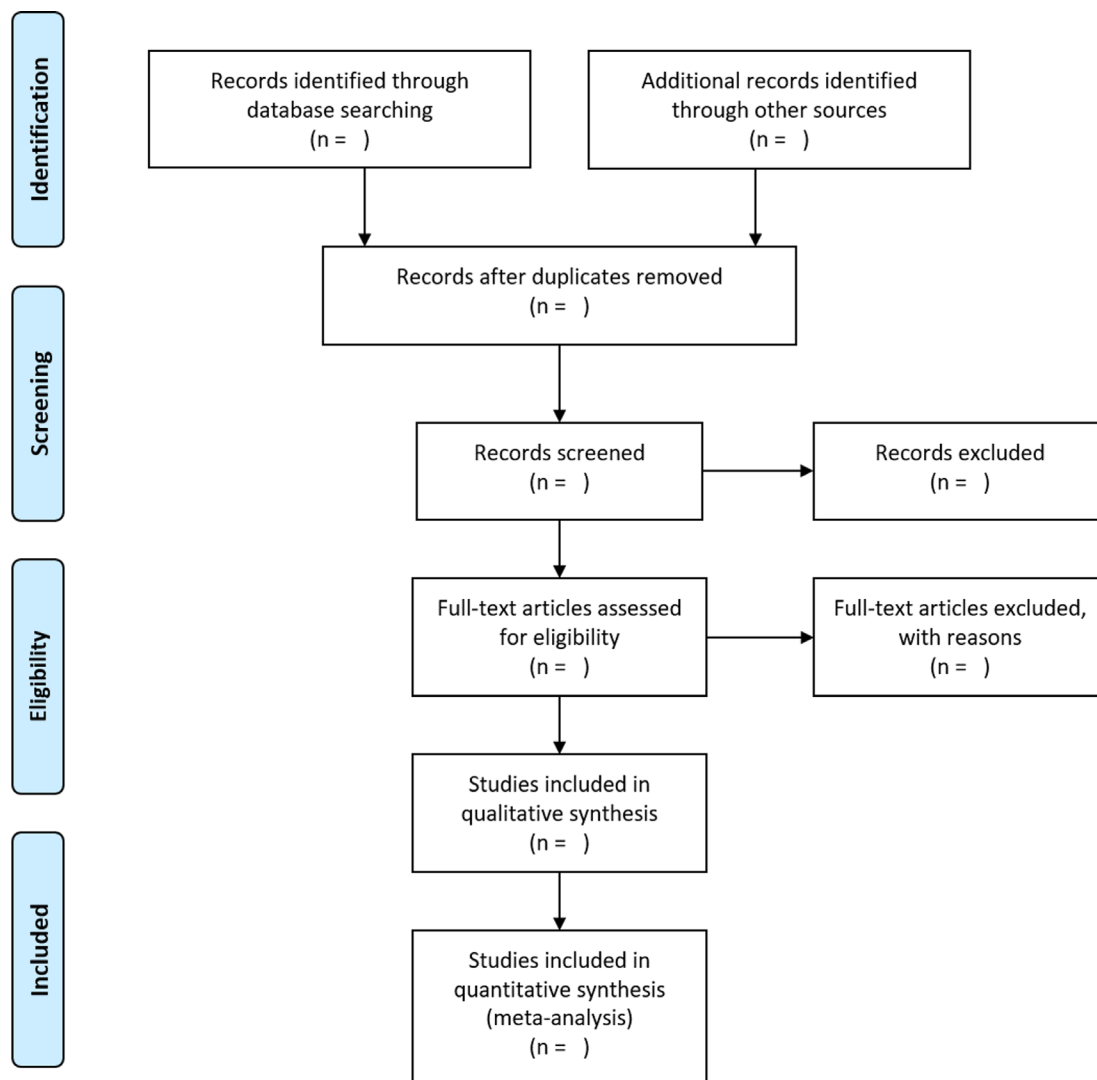 Identification
Records identified through
database searching
(n =   )
Additional records identified
through other sources
(n =   )
Records after duplicates removed
(n =   )
Screening
Records screened
(n =   )
Records excluded
(n =   )
Eligibility
Full-text articles assessed
for eligibility
(n =   )
Full-text articles excluded,
with reasons
(n =   )
Studies included in
qualitative synthesis
(n =   )
Included
Studies included in
quantitative synthesis
(meta-analysis)
(n =   )